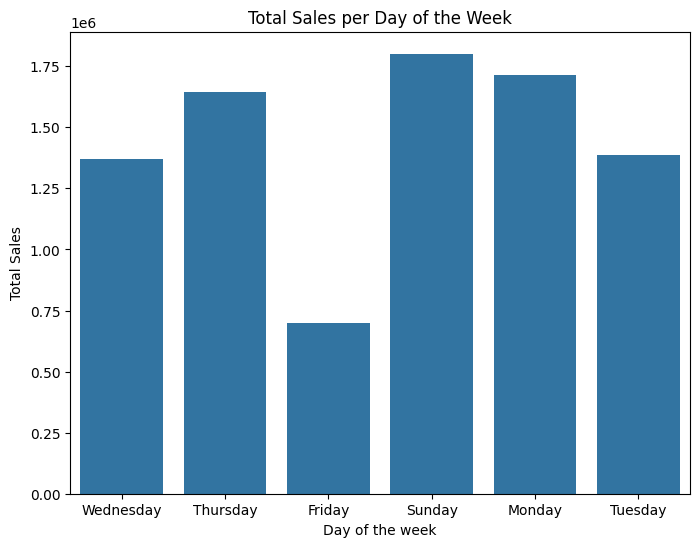 Total Sales per Day of the Week
1e6
1.75
1.50
1.25
1.00
0.75
0.50
0.25
0.00
Total Sales
Wednesday Thursday Friday Sunday Monday Tuesday
Day of the week